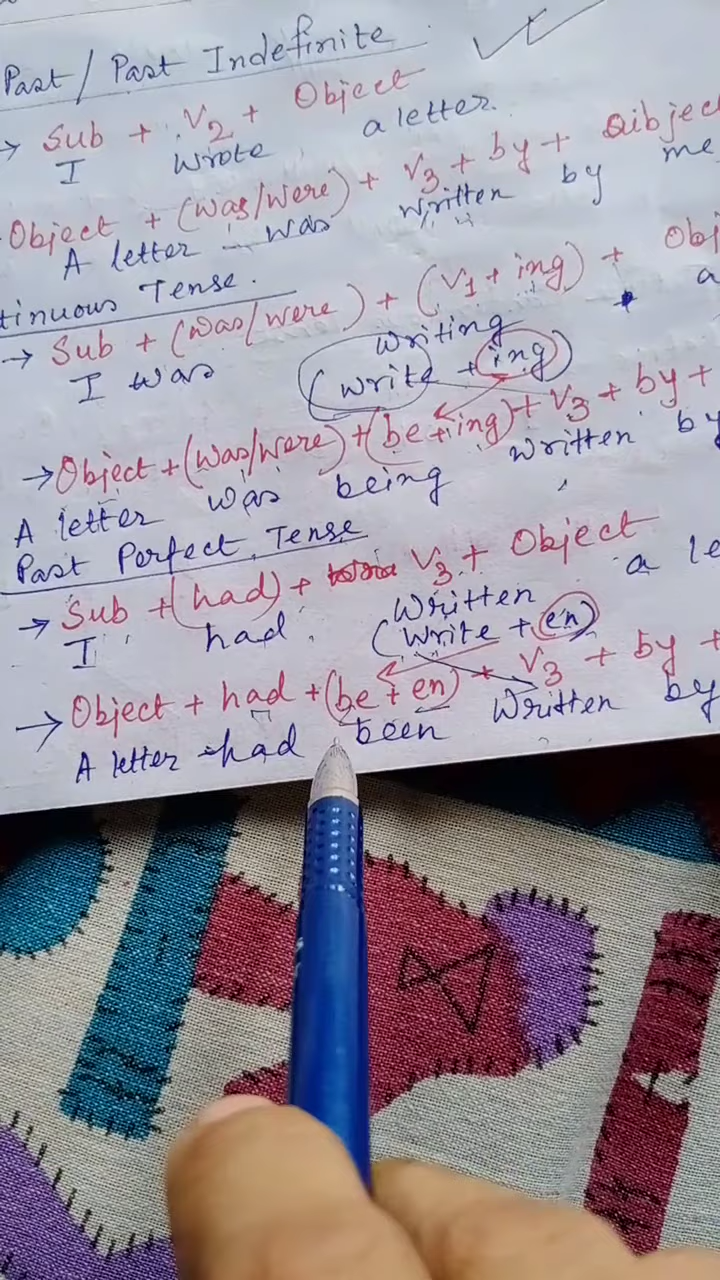 Past / Past Indefinite
→ Sub + V2 + Object
I wrote a letter.
Object + (was/were) + V3 + by + Subjec
A letter was written by me
tinuous Tense.
→ Sub + (was/were) + (V1 + ing) + Obj
I was writing a
(write + ing)
→ Object + (was/were) + (be + ing) + V3 + by +
A letter was being written by
Past Perfect Tense
→ Sub + (had) + V3 + Object
I had written a le
(write + en)
→ Object + had + (be + en) + V3 + by +
A letter had been written by